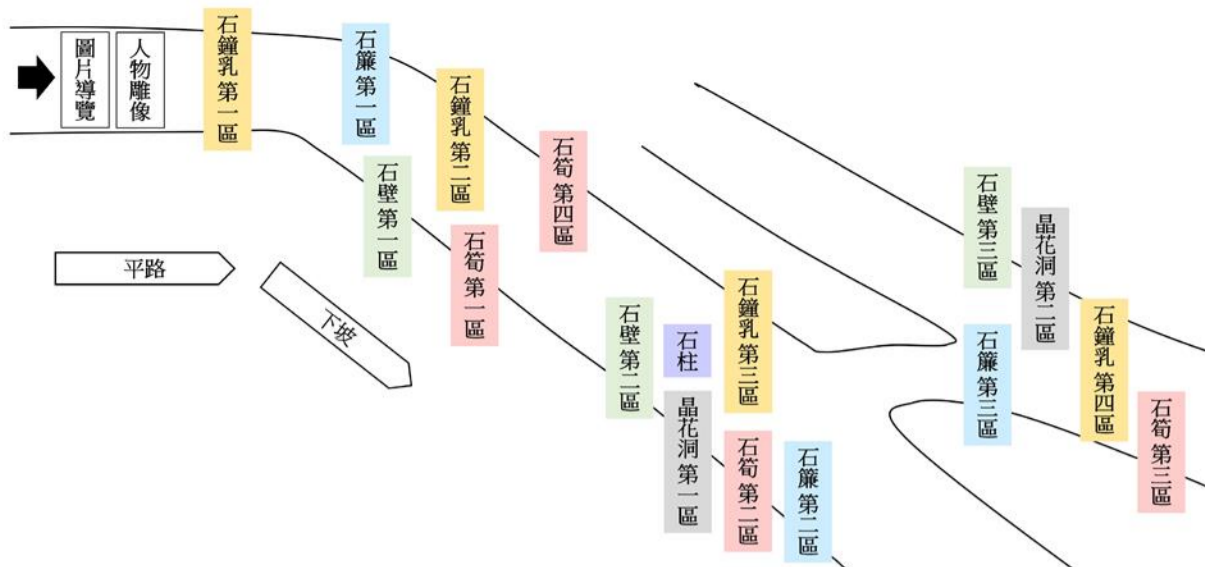 圖片導覽
人物雕像
石鐘乳 第一區
石簾 第一區
石鐘乳 第二區
石筍 第四區
石壁 第一區
石筍 第一區
平路
下坡
石壁 第二區
石柱
石鐘乳 第三區
晶花洞 第一區
石筍 第二區
石簾 第二區
石壁 第三區
晶花洞 第二區
石簾 第三區
石鐘乳 第四區
石筍 第三區